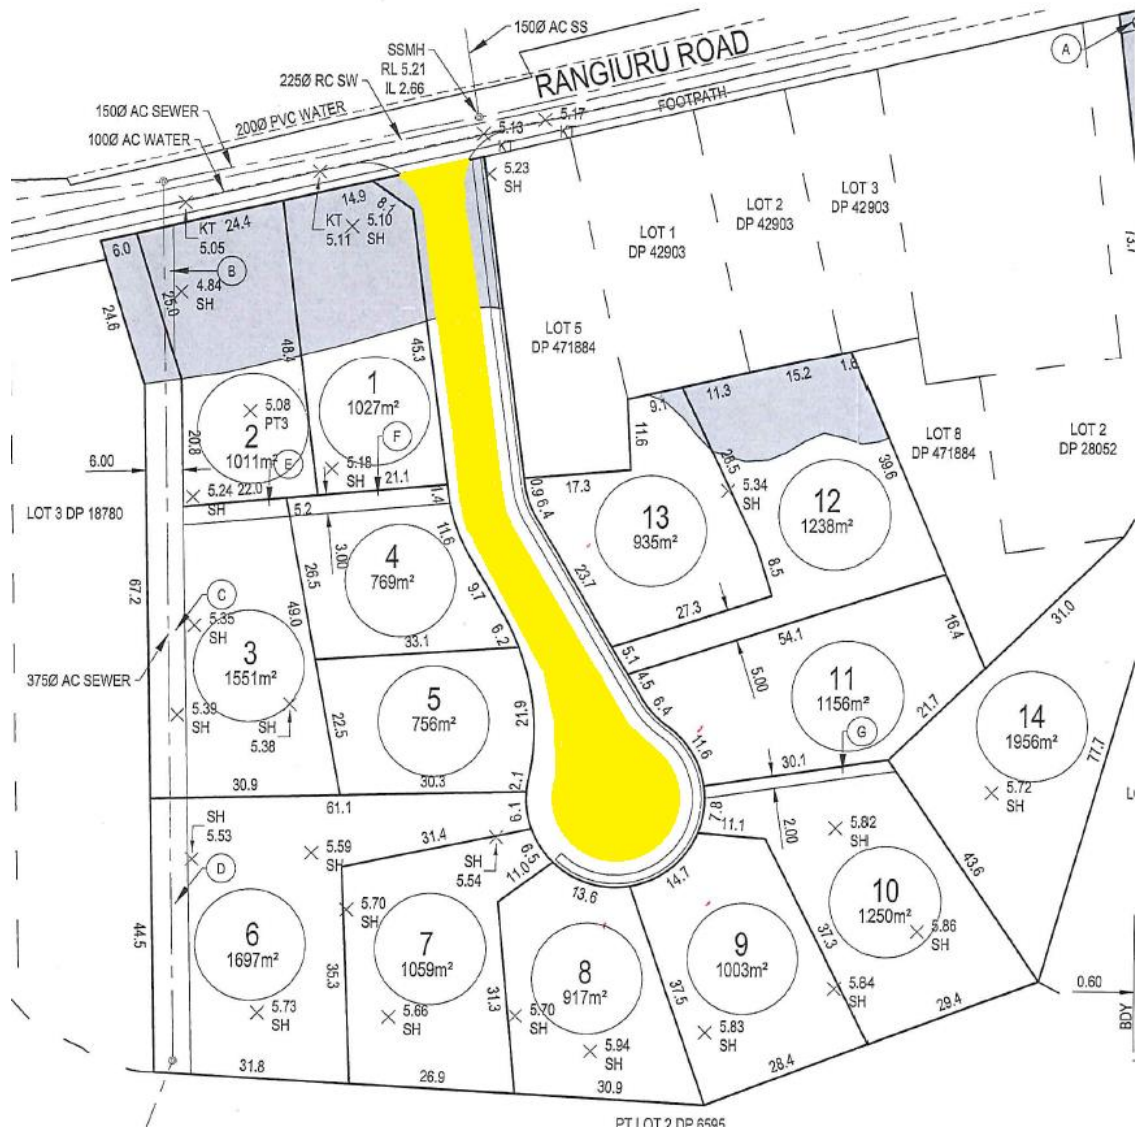 150Ø AC SS
SSMH
RL 5.21
IL 2.66
RANGIURU ROAD
A
225Ø RC SW
150Ø AC SEWER
200Ø PVC WATER
100Ø AC WATER
FOOTPATH
5.17
KT
5.13
KT
5.23
SH
LOT 3
DP 42903
LOT 2
DP 42903
LOT 1
DP 42903
14.9
8.1
24.4
KT
5.05
KT
5.11
5.10
SH
6.0
B
4.84
SH
25.0
24.6
LOT 5
DP 471884
48.4
45.3
1
1027m²
5.08
PT3
2
1011m²
20.8
F
E
5.18
SH
21.1
6.00
5.24
SH
22.0
5.2
1.4
LOT 3 DP 18780
9.1
11.3
15.2
1.6
11.6
LOT 8
DP 471884
LOT 2
DP 28052
39.6
28.5
5.34
SH
0.9
6.4
17.3
12
1238m²
13
935m²
3.00
11.6
4
769m²
26.5
9.7
23.7
8.5
67.2
C
5.35
SH
49.0
6.2
33.1
27.3
5.1
54.1
16.4
31.0
3
1551m²
375Ø AC SEWER
5.39
SH
SH
5.38
5
756m²
22.5
21.9
4.5
6.4
5.00
11
1156m²
21.7
G
14
1956m²
77.7
11.6
30.1
30.9
30.3
2.1
61.1
6.1
7.8
2.00
5.72
SH
SH
5.53
5.59
SH
31.4
SH
5.54
6.5
11.0
13.6
14.7
11.1
5.82
SH
43.6
D
5.70
SH
10
1250m²
5.86
SH
44.5
6
1697m²
7
1059m²
8
917m²
9
1003m²
37.3
35.3
31.3
37.5
5.84
SH
0.60
BDY
5.73
SH
5.66
SH
5.70
SH
5.94
SH
5.83
SH
29.4
31.8
26.9
30.9
28.4
PT LOT 2 DP 6595